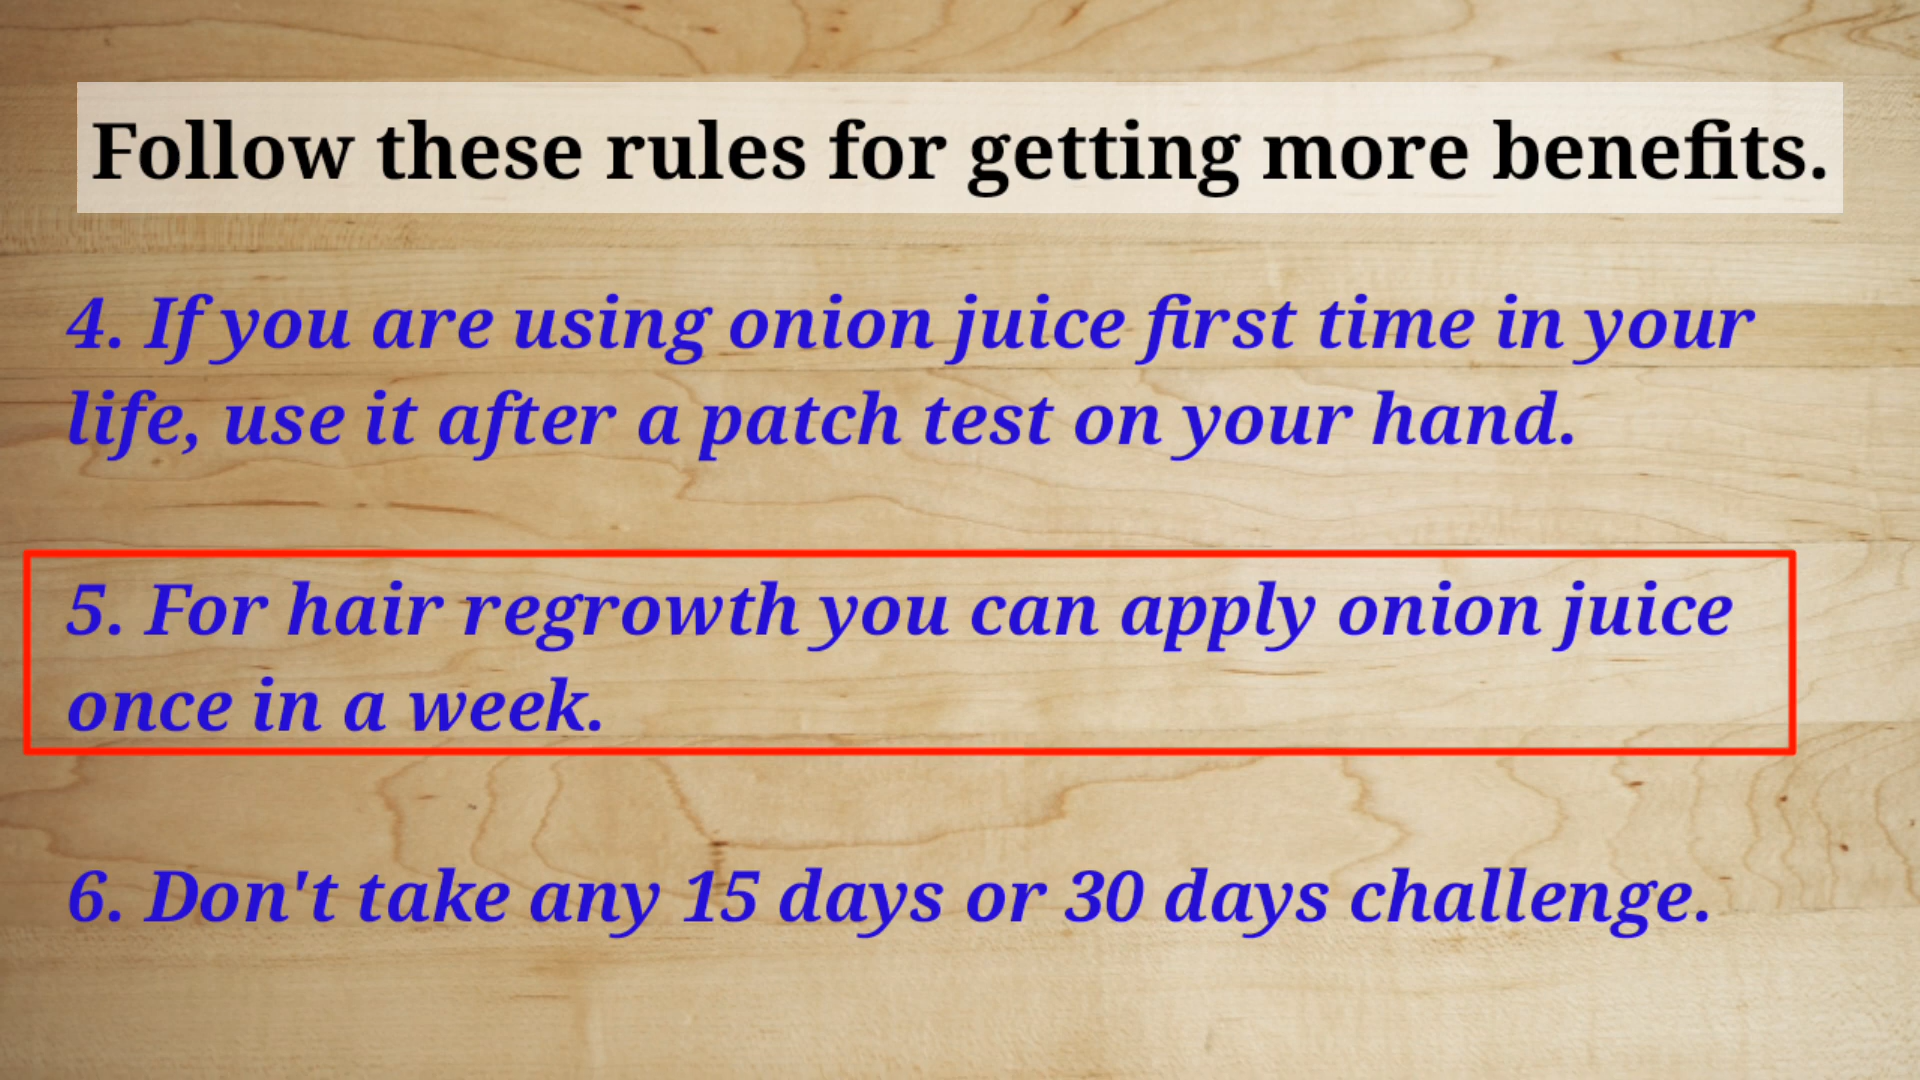 Follow these rules for getting more benefits.
4. If you are using onion juice first time in your
life, use it after a patch test on your hand.
5. For hair regrowth you can apply onion juice
once in a week.
6. Don't take any 15 days or 30 days challenge.